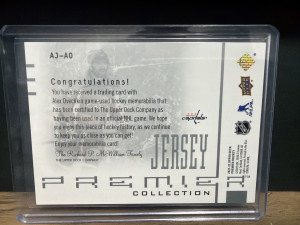 AJ-AO
Congratulations!
You have received a trading card with
Alex Ovechkin game-used hockey memorabilia that
has been certified to The Upper Deck Company as
having been used in an official NHL game. We hope
you enjoy this piece of hockey history, as we continue
to keep you as close as you can get!
Enjoy your memorabilia card!
The Richard P. McWilliam Family
JERSEY
PREMIER
COLLECTION